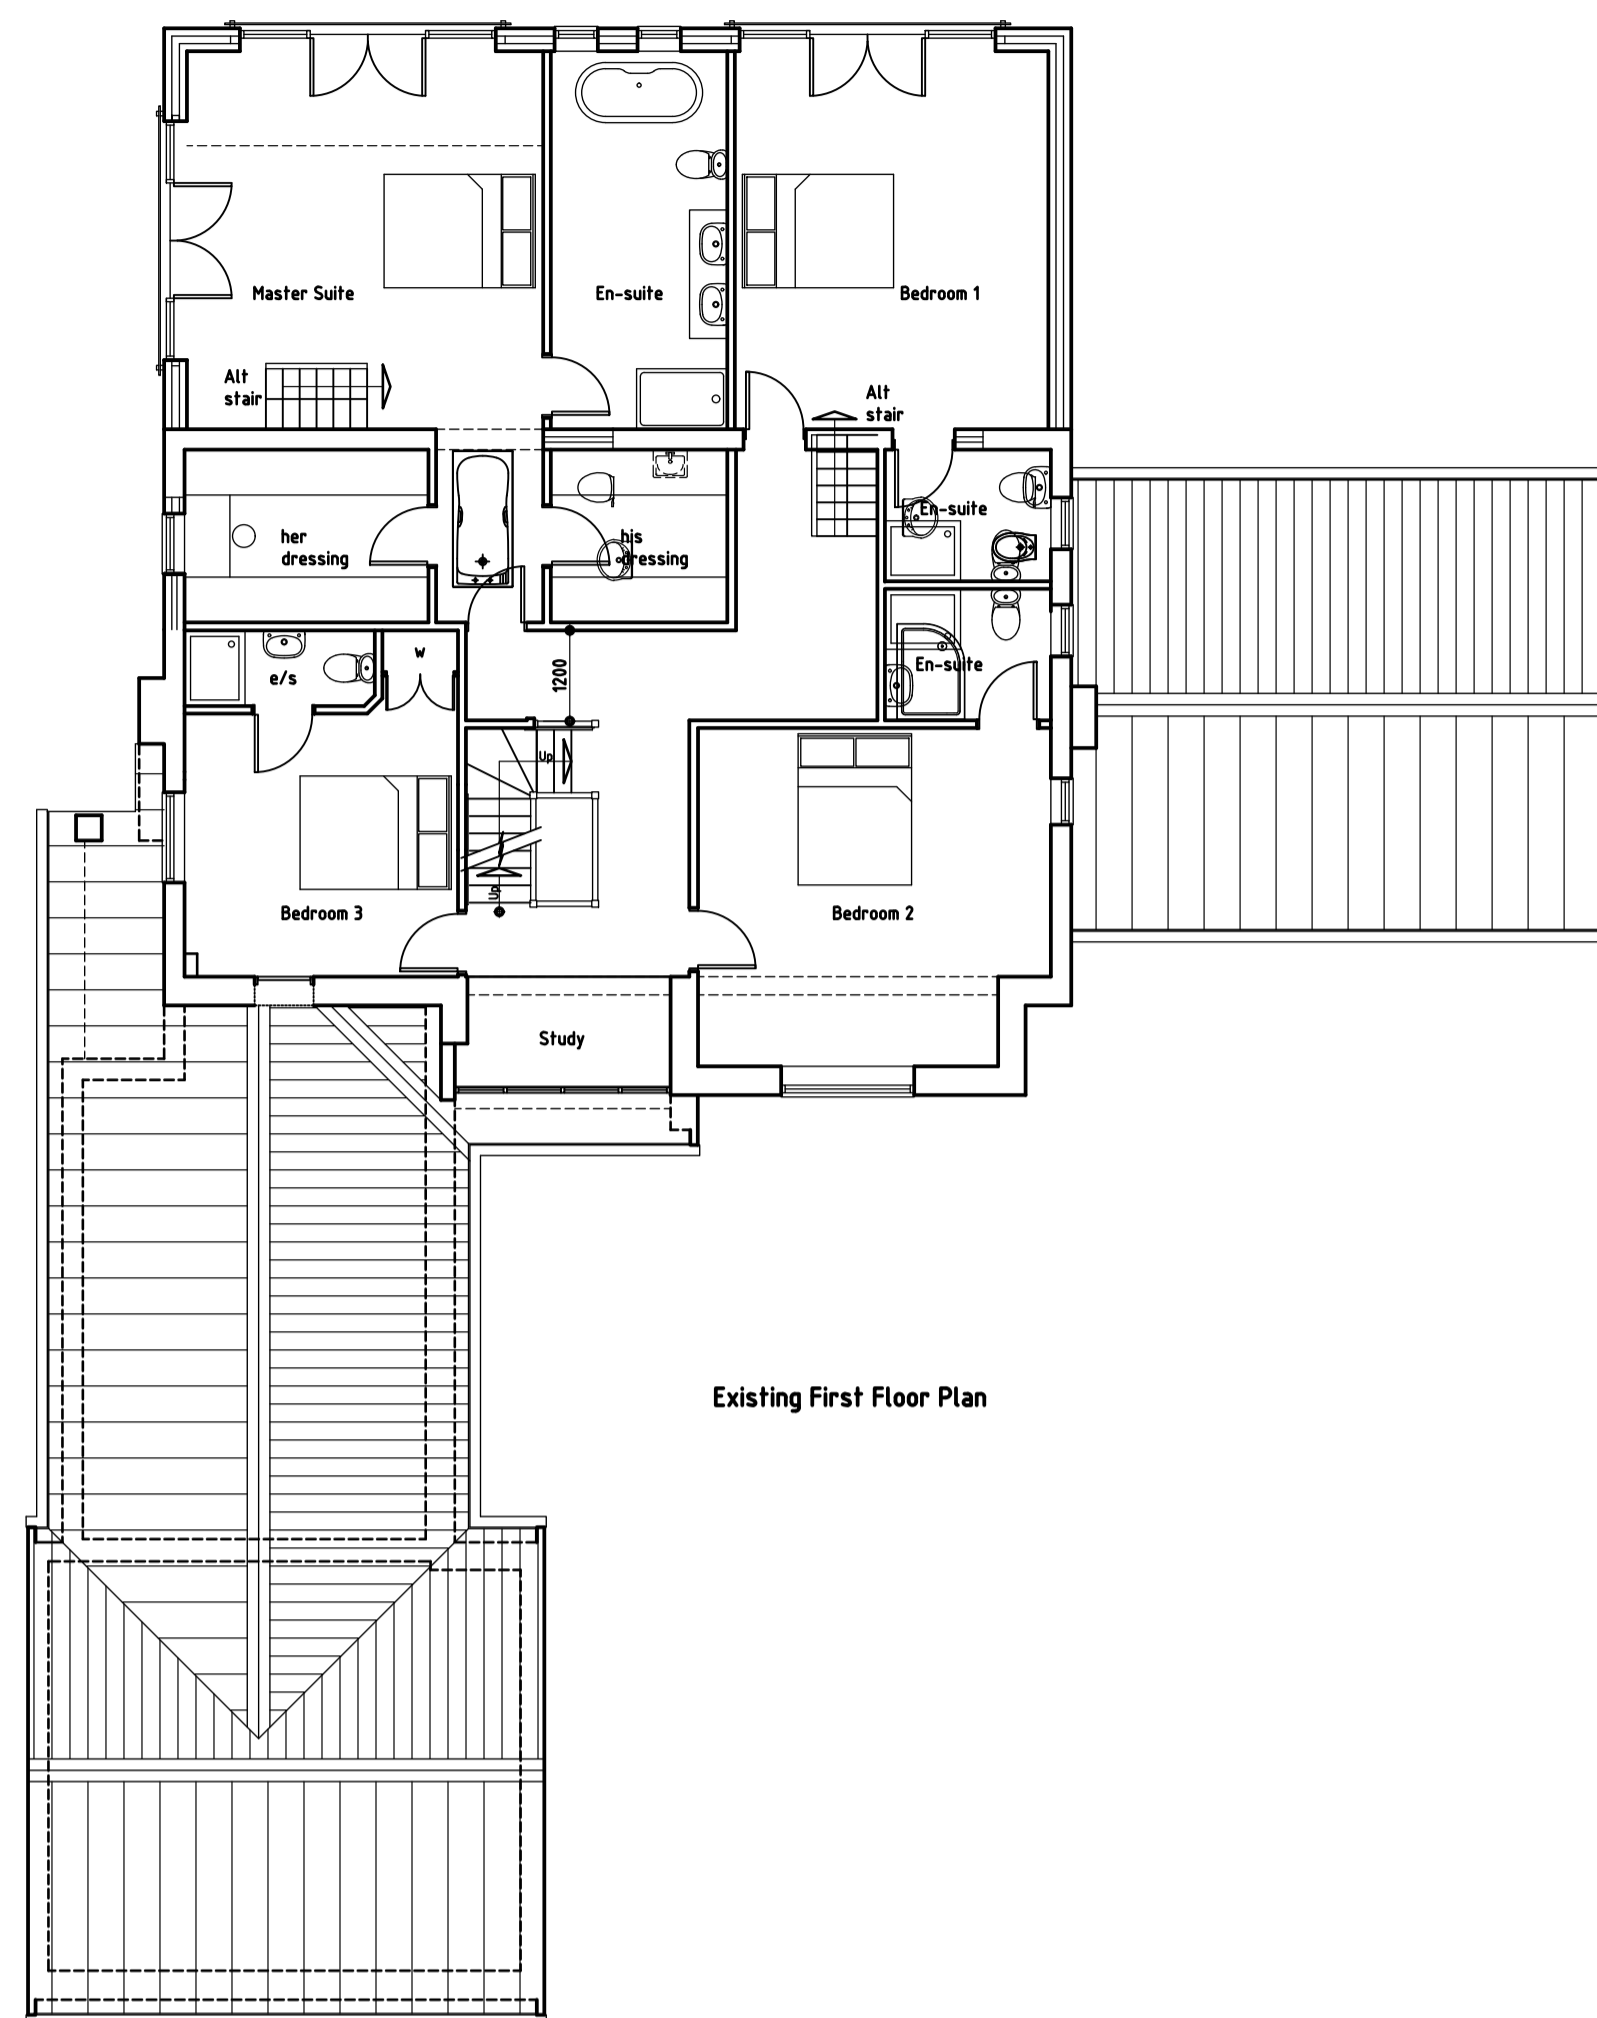 Master Suite
En-suite
Bedroom 1
Alt
stair
Alt
stair
her
dressing
his
dressing
En-suite
e/s
w
1200
En-suite
Up
Up
Bedroom 3
Bedroom 2
Study
Existing First Floor Plan